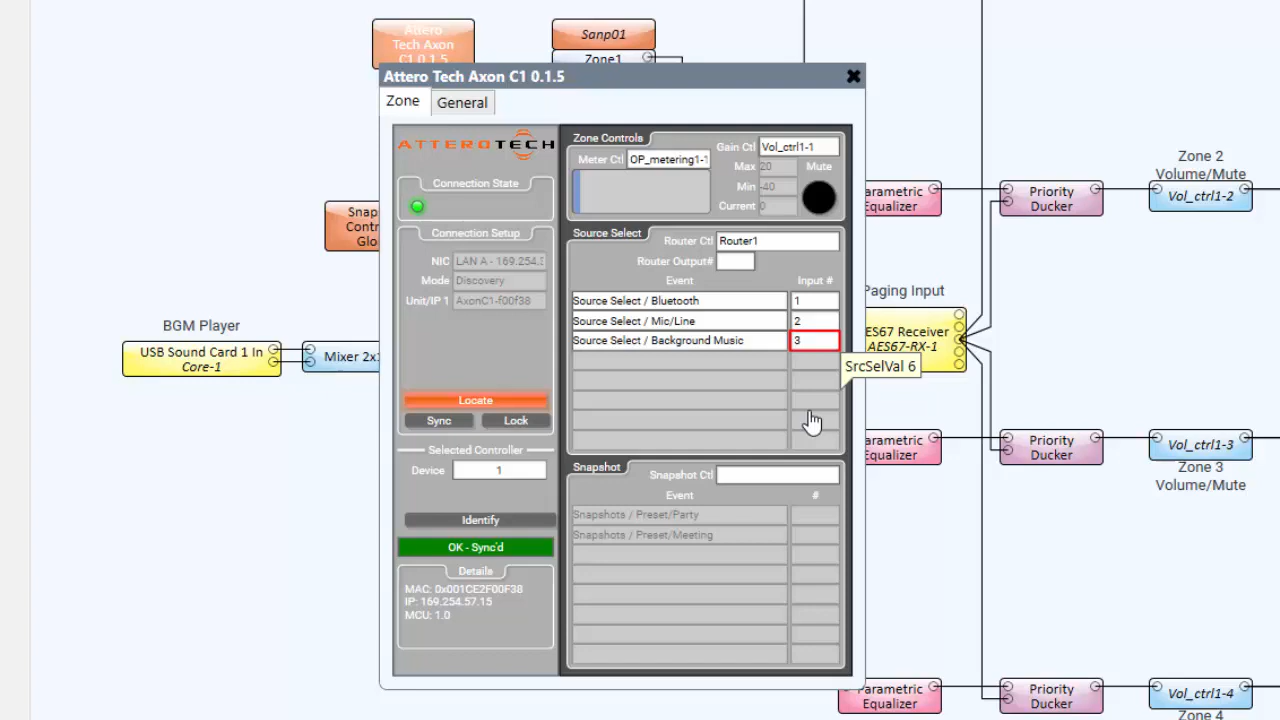 Attero
Tech Axon
C1 0.1.5
Sanp01
Zone1
Attero Tech Axon C1 0.1.5
Zone
General
ATTEROTECH
Connection State
Connection Setup
NIC
LAN A - 169.254.
Mode
Discovery
Unit/IP 1
AxonC1-f00f38
Locate
Sync
Lock
Selected Controller
Device
1
Identify
OK - Sync'd
Details
MAC: 0x001CE2F00F38
IP: 169.254.57.15
MCU: 1.0
Zone Controls
Gain Ctl
Vol_ctrl1-1
Meter Ctl
OP_metering1-1
Max
20
Mute
Min
-40
Current
0
Source Select
Router Ctl
Router1
Router Output#
Event
Input #
Source Select / Bluetooth
1
Source Select / Mic/Line
2
Source Select / Background Music
3
SrcSelVal 6
Snapshot
Snapshot Ctl
Event
#
Snapshots / Preset/Party
Snapshots / Preset/Meeting
Snap
Contr
Glo
BGM Player
USB Sound Card 1 In
Core-1
Mixer 2x1
Zone 2
Volume/Mute
Vol_ctrl1-2
arametric
Equalizer
Priority
Ducker
Paging Input
ES67 Receiver
AES67-RX-1
arametric
Equalizer
Priority
Ducker
Vol_ctrl1-3
Zone 3
Volume/Mute
Parametric
Equalizer
Priority
Ducker
Vol_ctrl1-4
Zone 4